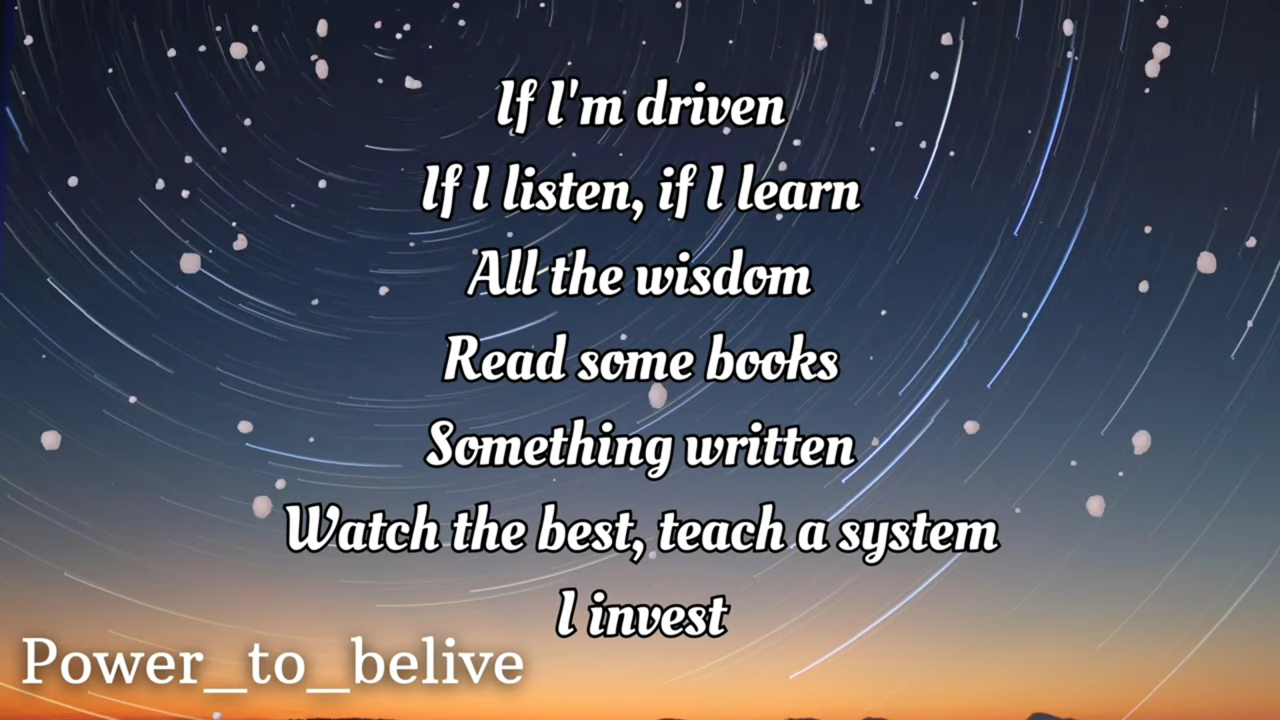 If I'm driven
If I listen, if I learn
All the wisdom
Read some books
Something written
Watch the best, teach a system
I invest
Power_to_belive